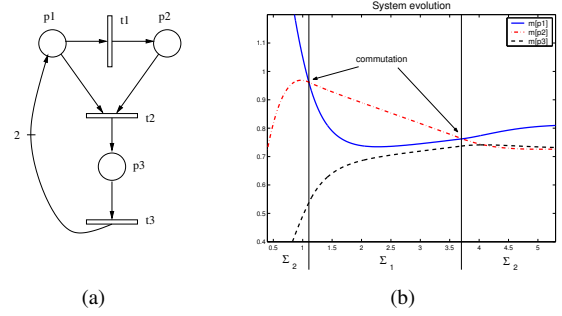 p1
t1
p2
t2
2
p3
t3
(a)
System evolution
m[p1]
m[p2]
m[p3]
commutation
1.1
1
0.9
0.8
0.7
0.6
0.5
0.4
0.5 1 1.5 2 2.5 3 3.5 4 4.5 5
Σ2 Σ1 Σ2
(b)